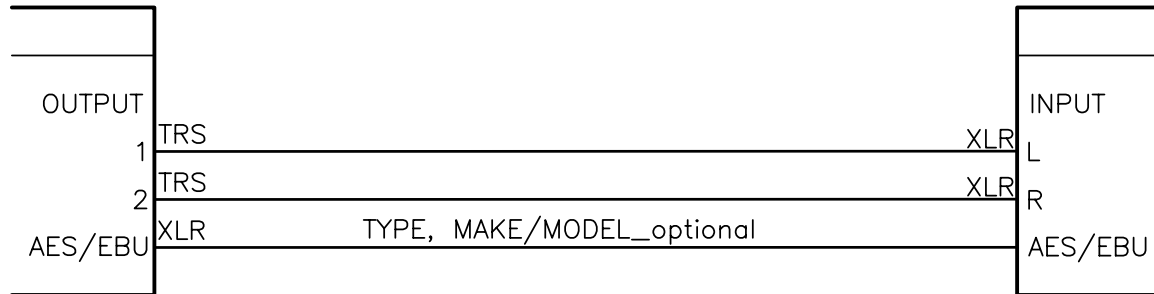 OUTPUT
INPUT
TRS
XLR
1
L
TRS
XLR
2
R
XLR
TYPE, MAKE/MODEL_optional
AES/EBU
AES/EBU